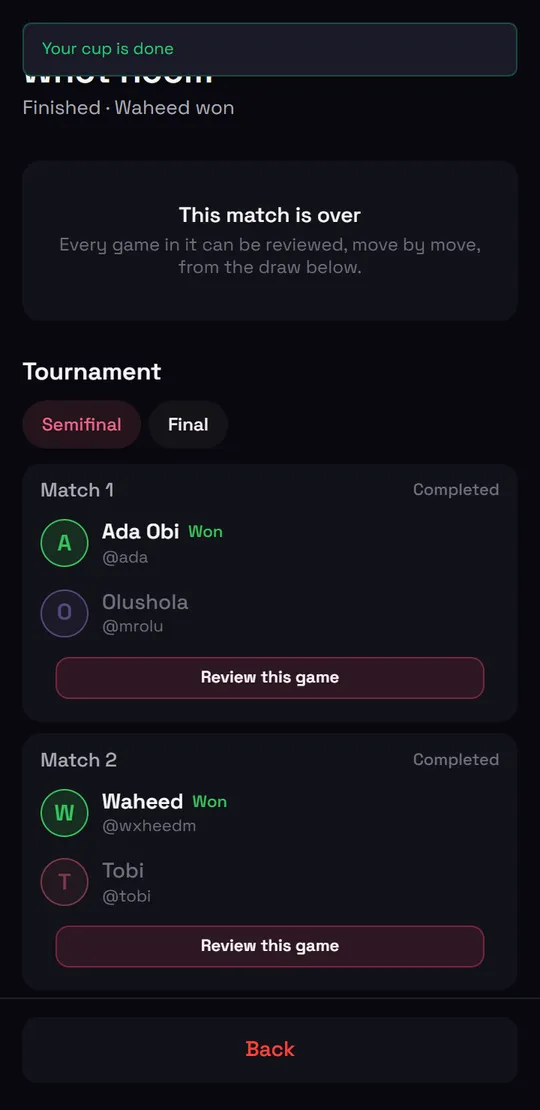 Your cup is done
Finished · Waheed won
This match is over
Every game in it can be reviewed, move by move,
from the draw below.
Tournament
Semifinal
Final
Match 1
Completed
A
Ada Obi Won
@ada
O
Olushola
@mrolu
Review this game
Match 2
Completed
W
Waheed Won
@wxheedm
T
Tobi
@tobi
Review this game
Back